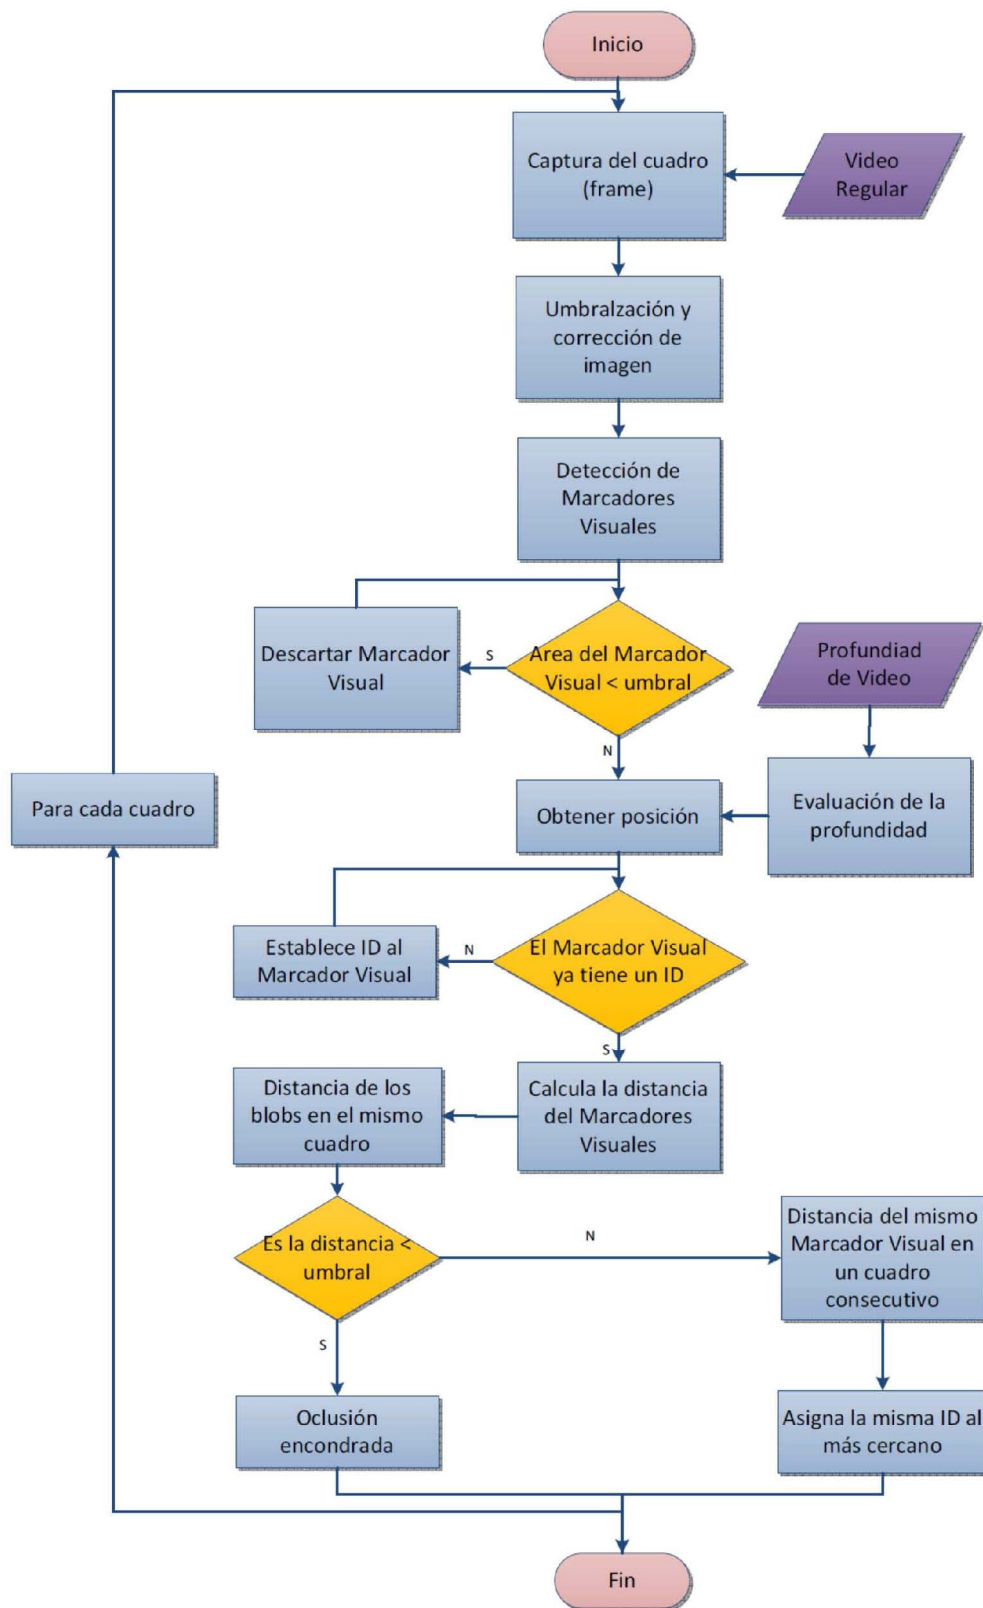 Inicio
Captura del cuadro
(frame)
Video
Regular
Umbralzación y
corrección de
imagen
Detección de
Marcadores
Visuales
Descartar Marcador
Visual
S
Area del Marcador
Visual < umbral
Profundiad
de Video
N
Para cada cuadro
Obtener posición
Evaluación de la
profundidad
Establece ID al
Marcador Visual
N
El Marcador Visual
ya tiene un ID
S
Distancia de los
blobs en el mismo
cuadro
Calcula la distancia
del Marcadores
Visuales
Es la distancia <
umbral
N
Distancia del mismo
Marcador Visual en
un cuadro
consecutivo
S
Oclusión
encondrada
Asigna la misma ID al
más cercano
Fin